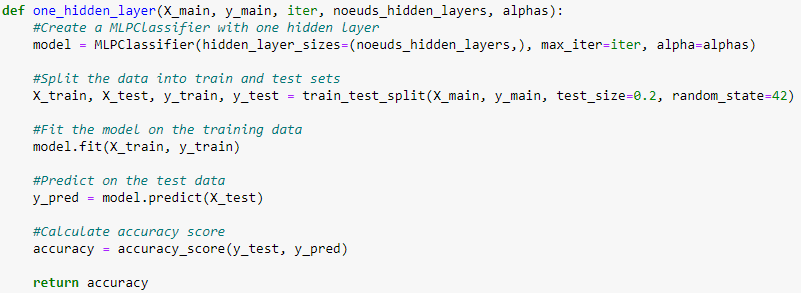 def one_hidden_layer(X_main, y_main, iter, noeuds_hidden_layers, alphas):
    #Create a MLPClassifier with one hidden layer
    model = MLPClassifier(hidden_layer_sizes=(noeuds_hidden_layers,), max_iter=iter, alpha=alphas)

    #Split the data into train and test sets
    X_train, X_test, y_train, y_test = train_test_split(X_main, y_main, test_size=0.2, random_state=42)

    #Fit the model on the training data
    model.fit(X_train, y_train)

    #Predict on the test data
    y_pred = model.predict(X_test)

    #Calculate accuracy score
    accuracy = accuracy_score(y_test, y_pred)

    return accuracy